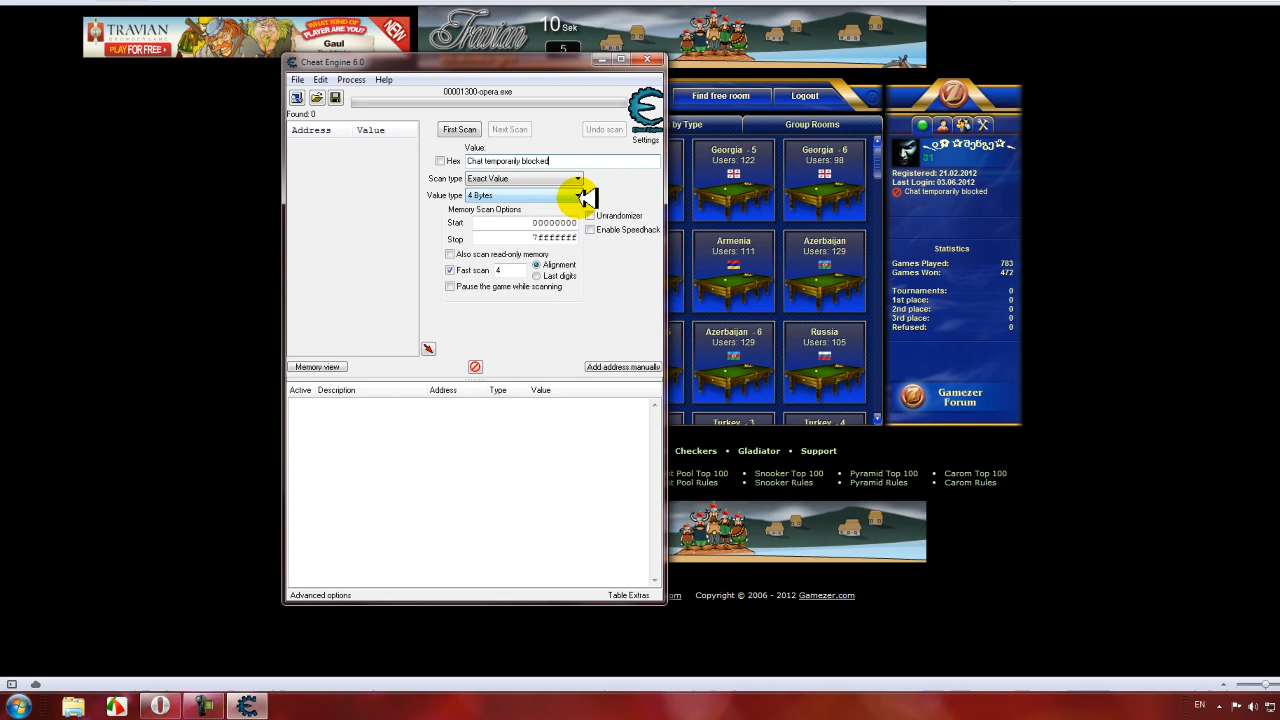 TRAVIAN
BROWSERGAME
PLAY FOR FREE
WHAT KIND OF
PLAYER ARE YOU?
Gaul
NEW
10 Sek
5
Cheat Engine 6.0
File Edit Process Help
00001300-opera.exe
Found: 0
Address Value
First Scan Next Scan Undo scan
Settings
Value:
Hex Chat temporarily blocked
Scan type Exact Value
Value type 4 Bytes
Memory Scan Options
Start 00000000
Stop 7fffffff
Unrandomizer
Enable Speedhack
Also scan read-only memory
Fast scan 4 Alignment
Last digits
Pause the game while scanning
Memory view Add address manually
Active Description Address Type Value
Advanced options Table Extras
Find free room Logout
by Type Group Rooms
Georgia - 5
Users: 122
Georgia - 6
Users: 98
Armenia
Users: 111
Azerbaijan
Users: 129
Azerbaijan - 6
Users: 129
Russia
Users: 105
Turkey - 3 Turkey - 4
31
Registered: 21.02.2012
Last Login: 03.06.2012
Chat temporarily blocked
Statistics
Games Played: 783
Games Won: 472
Tournaments: 0
1st place: 0
2nd place: 0
3rd place: 0
Refused: 0
Gamezer
Forum
Checkers • Gladiator • Support
Pool Top 100 • Snooker Top 100 • Pyramid Top 100 • Carom Top 100
Pool Rules • Snooker Rules • Pyramid Rules • Carom Rules
om Copyright © 2006 - 2012 Gamezer.com
EN